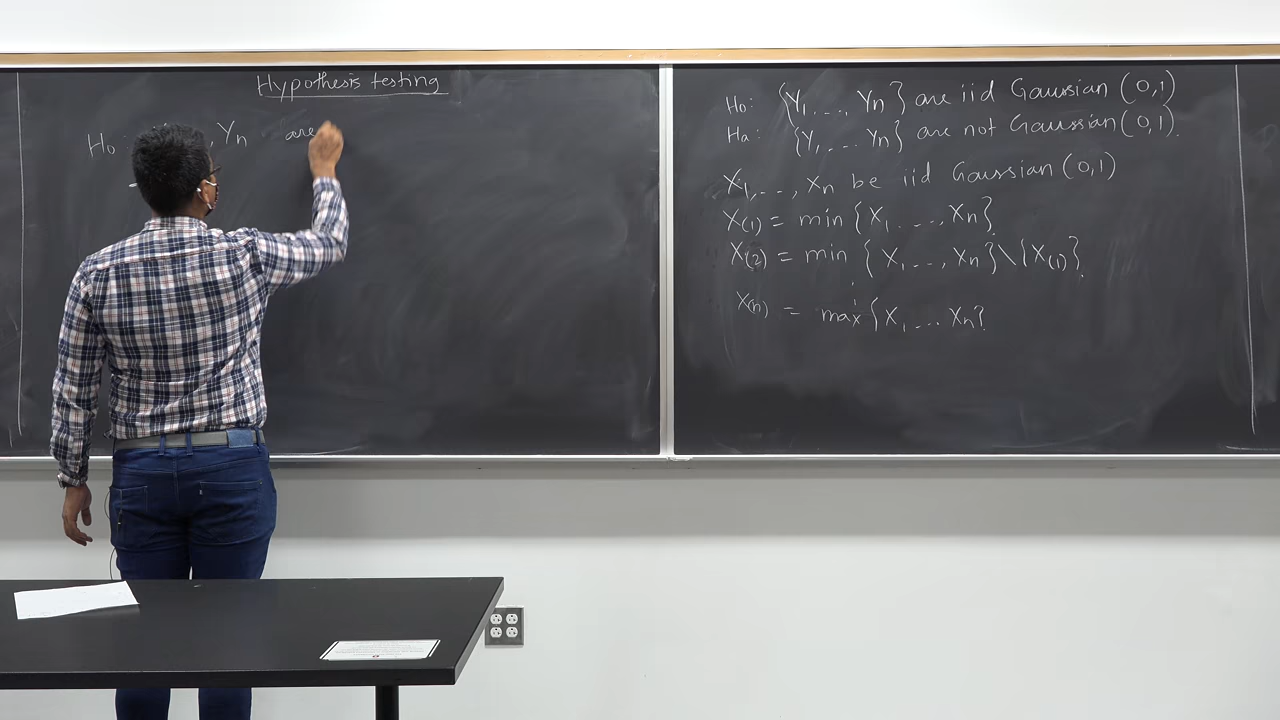 Hypothesis testing
H₀ : , Yn are
H₀: {Y₁, ..., Yn} are iid Gaussian (0,1)
Ha: {Y₁, ... Yn} are not Gaussian (0,1).
X₁, ..., Xn be iid Gaussian (0,1)
X(1) = min {X₁ ..., Xn}
X(2) = min {X₁ ..., Xn} \ {X(1)}.
X(n) = max {X₁ ... Xn}